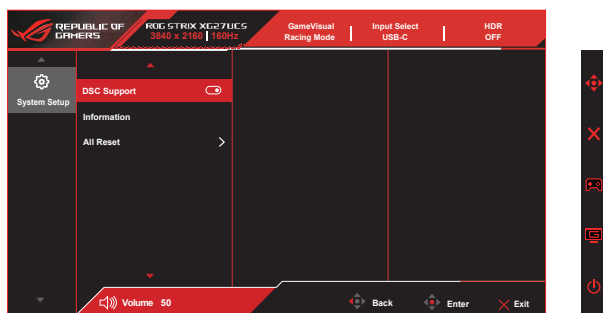 REPUBLIC OF
GAMERS
ROG STRIX XG27UCS
3840 x 2160 160Hz
GameVisual
Racing Mode
Input Select
USB-C
HDR
OFF
System Setup
DSC Support
Information
All Reset
Volume 50
Back
Enter
Exit